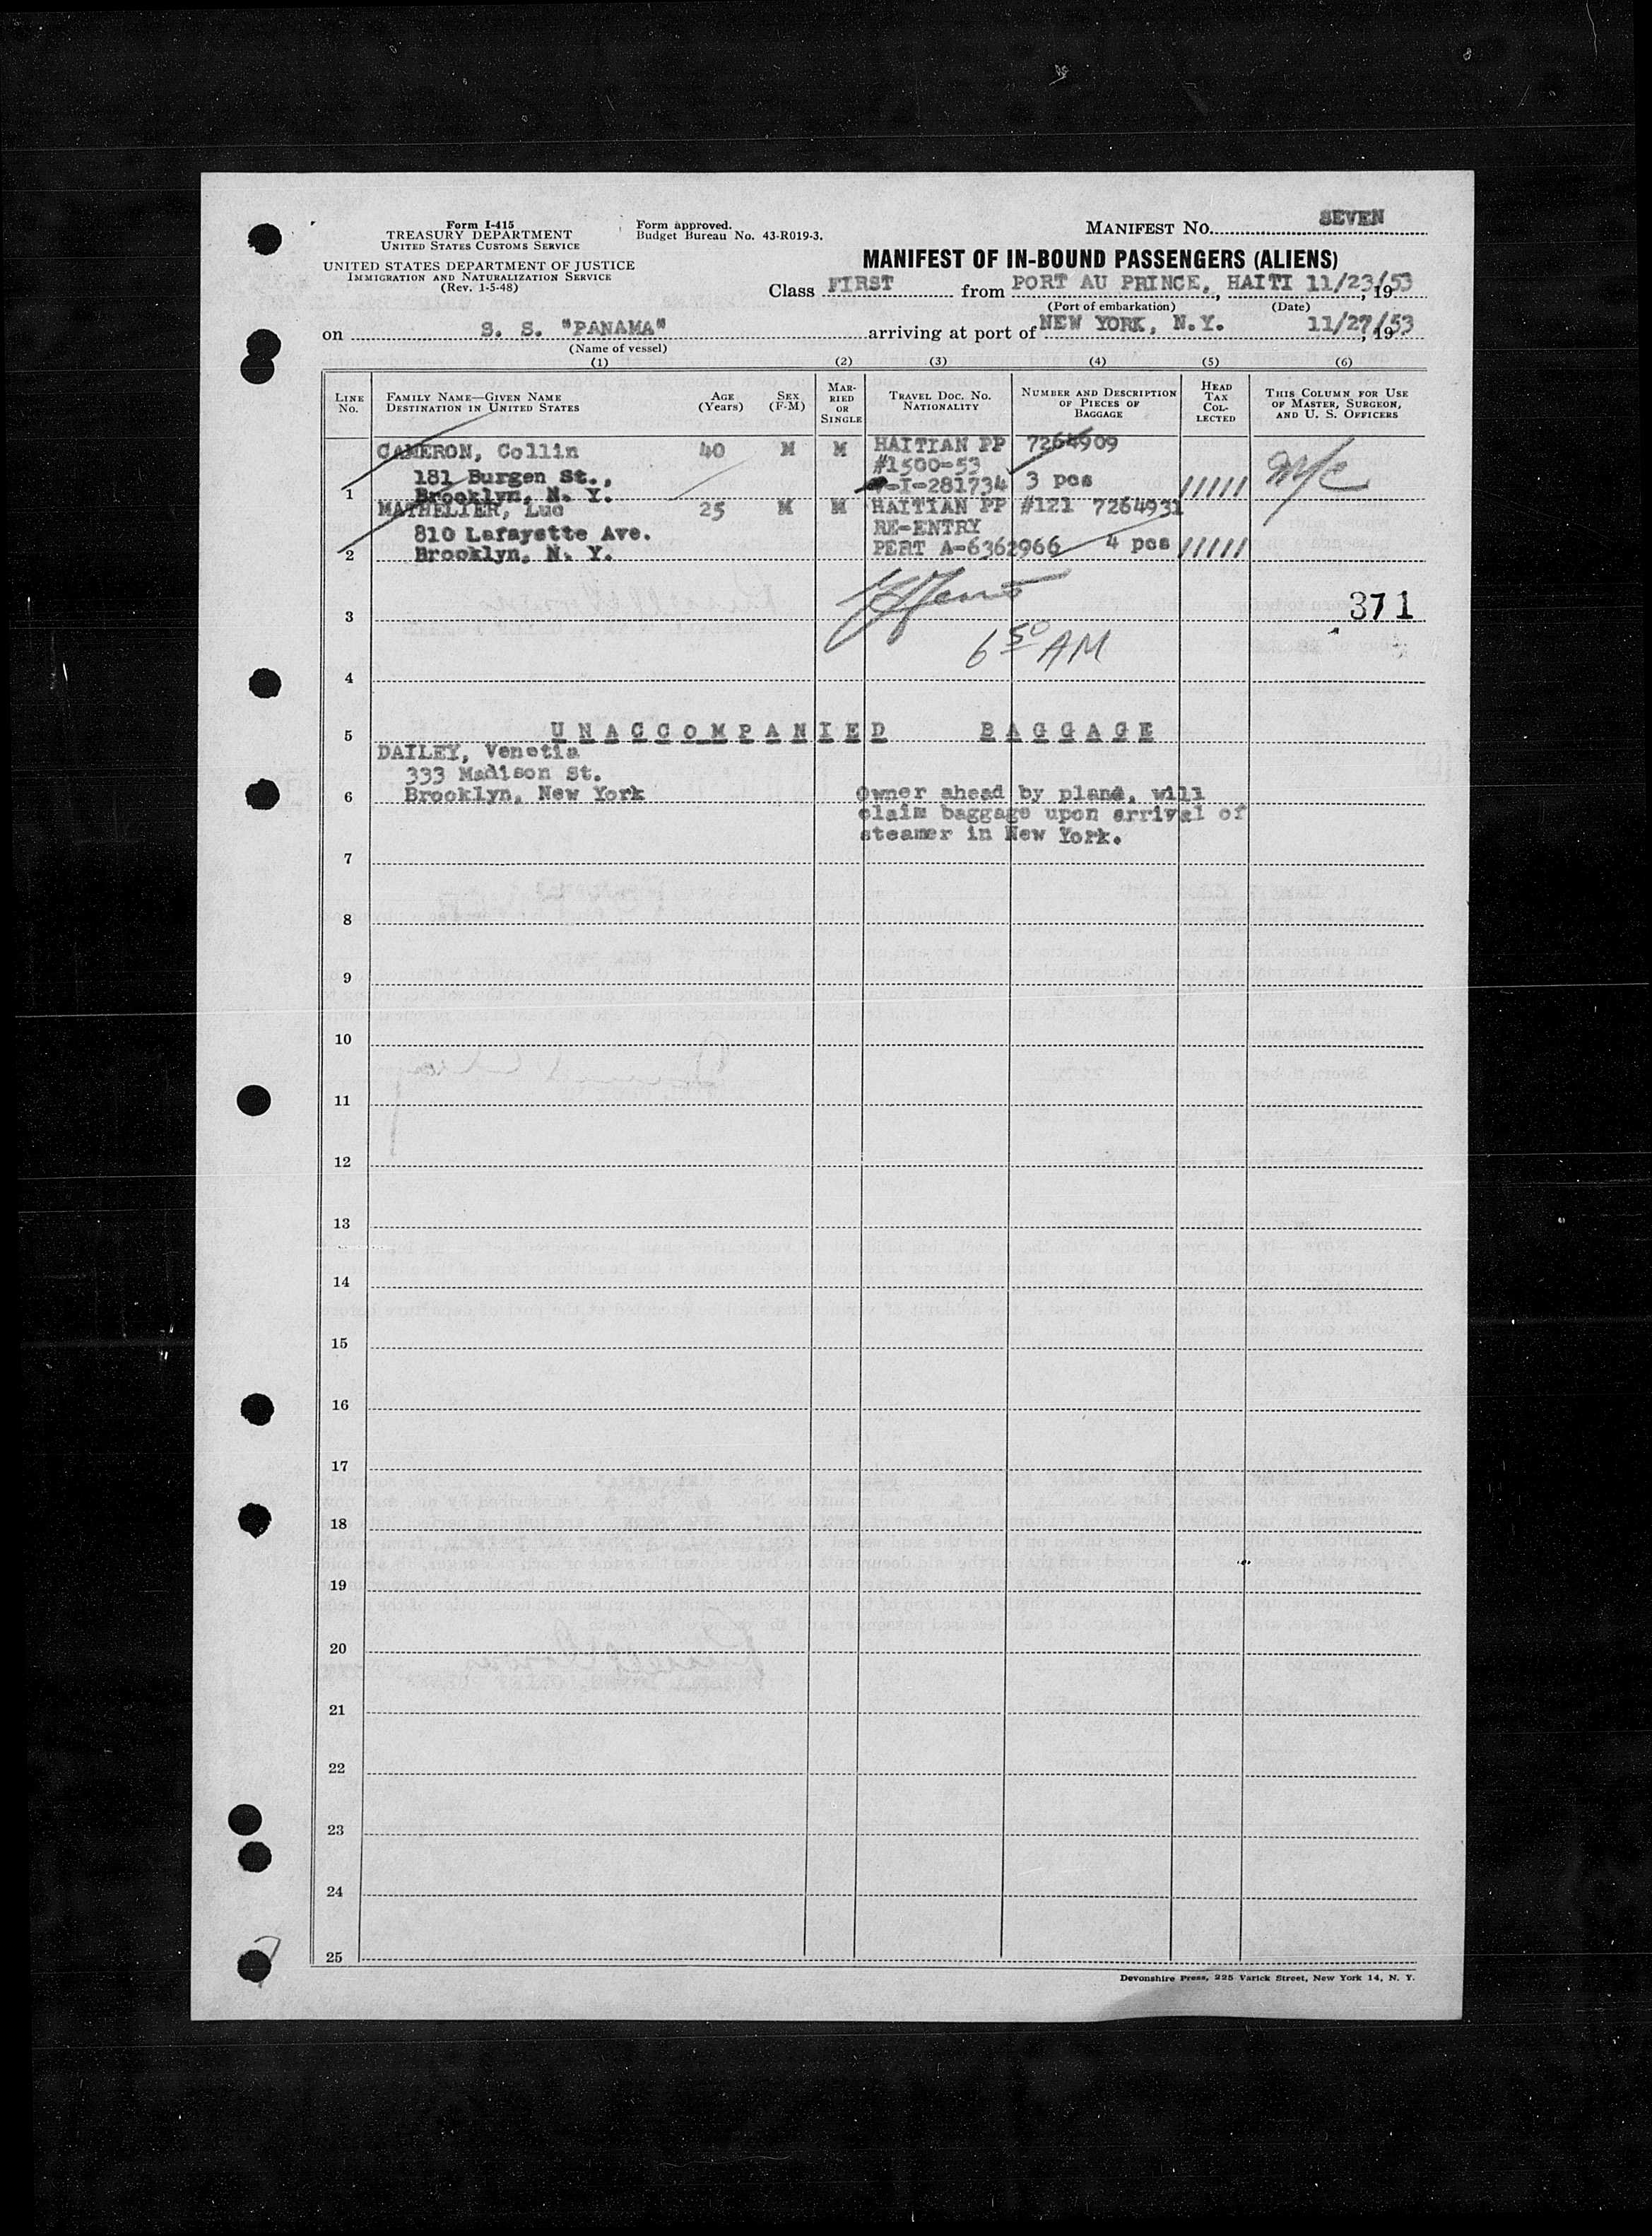 Form I-415
TREASURY DEPARTMENT
UNITED STATES CUSTOMS SERVICE
UNITED STATES DEPARTMENT OF JUSTICE
IMMIGRATION AND NATURALIZATION SERVICE
(Rev. 1-5-48)
Form approved.
Budget Bureau No. 43-R019-3.
MANIFEST No. SEVEN
MANIFEST OF IN-BOUND PASSENGERS (ALIENS)
Class FIRST from PORT AU PRINCE, HAITI 11/23/53, 19
(Port of embarkation) (Date)
on S. S. "PANAMA" arriving at port of NEW YORK, N.Y. 11/27/53, 19
(Name of vessel)
(1) (2) (3) (4) (5) (6)
LINE No. FAMILY NAME—GIVEN NAME DESTINATION IN UNITED STATES AGE (Years) SEX (F-M) MARRIED OR SINGLE TRAVEL DOC. NO. NATIONALITY NUMBER AND DESCRIPTION OF PIECES OF BAGGAGE HEAD TAX COLLECTED THIS COLUMN FOR USE OF MASTER, SURGEON, AND U. S. OFFICERS
CAMERON, Collin 40 M M HAITIAN PP 7264909
181 Burgen St., #1500-53
1 Brooklyn, N. Y. -I-281734 3 pcs /////
MATHELIER, Luc 25 M M HAITIAN PP #121 7264931
810 Lafayette Ave. RE-ENTRY
2 Brooklyn, N. Y. PERT A-6362966 4 pcs /////
3 371
6 50 AM
4
5 UNACCOMPANIED BAGGAGE
DAILEY, Venetia
333 Madison St.
6 Brooklyn, New York Owner ahead by plane, will
claim baggage upon arrival of
steamer in New York.
7
8
9
10
11
12
13
14
15
16
17
18
19
20
21
22
23
24
25
Devonshire Press, 225 Varick Street, New York 14, N. Y.